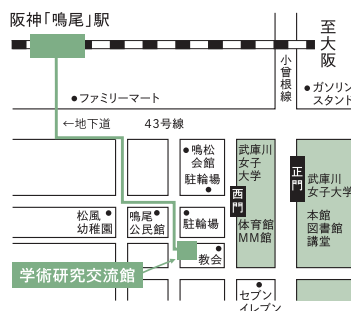 阪神「鳴尾」駅
至大阪
小曾根線
ガソリン
スタンド
ファミリーマート
←地下道
43号線
鳴松
会館
駐輪場
武庫川
女子
大学
正門
武庫川
女子大学
本館
図書館
講堂
西門
松風
幼稚園
鳴尾
公民館
駐輪場
体育館
MM館
教会
学術研究交流館
セブン
イレブン